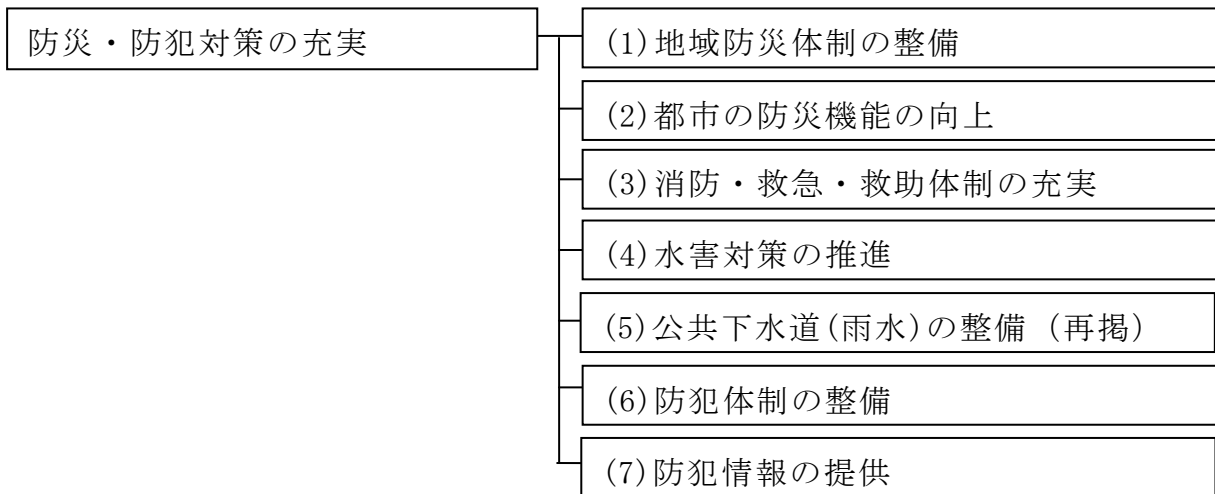 防災・防犯対策の充実
(1)地域防災体制の整備
(2)都市の防災機能の向上
(3)消防・救急・救助体制の充実
(4)水害対策の推進
(5)公共下水道(雨水)の整備 (再掲)
(6)防犯体制の整備
(7)防犯情報の提供